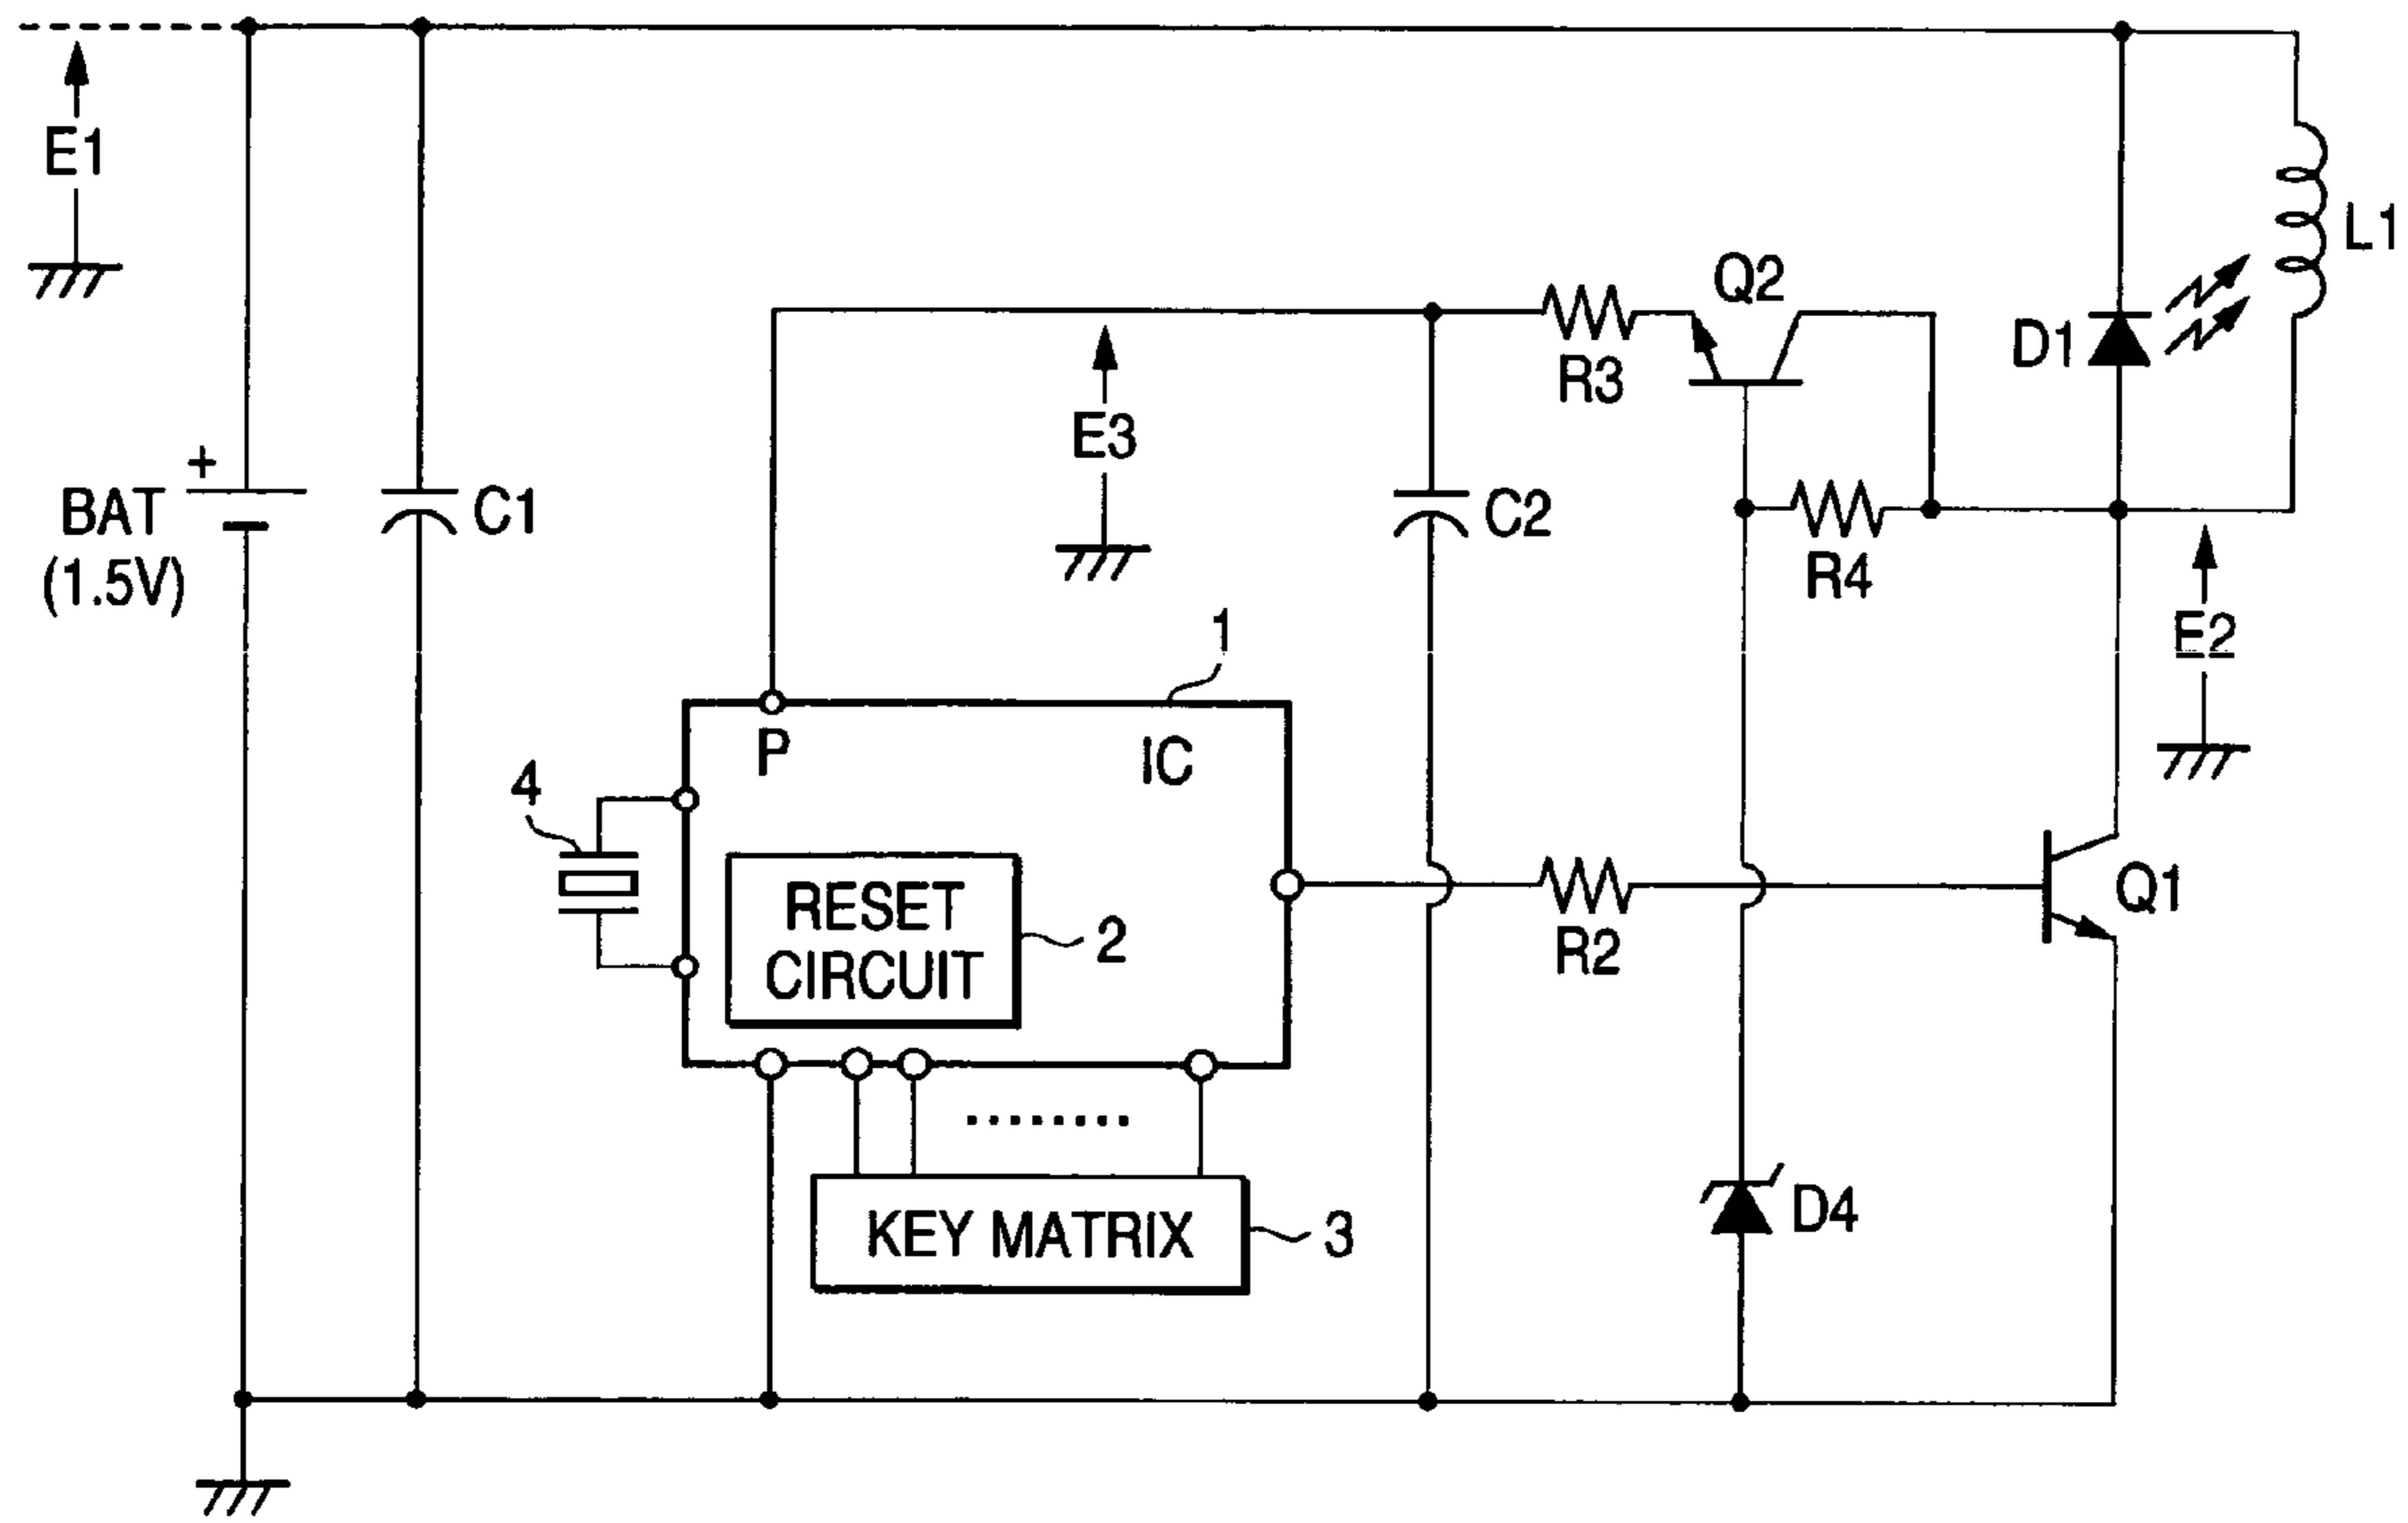 E1
L1
Q2
D1
R3
E3
+
BAT
(1.5V)
C1
C2
R4
E2
1
P
IC
4
RESET
CIRCUIT
2
R2
Q1
KEY MATRIX
3
D4